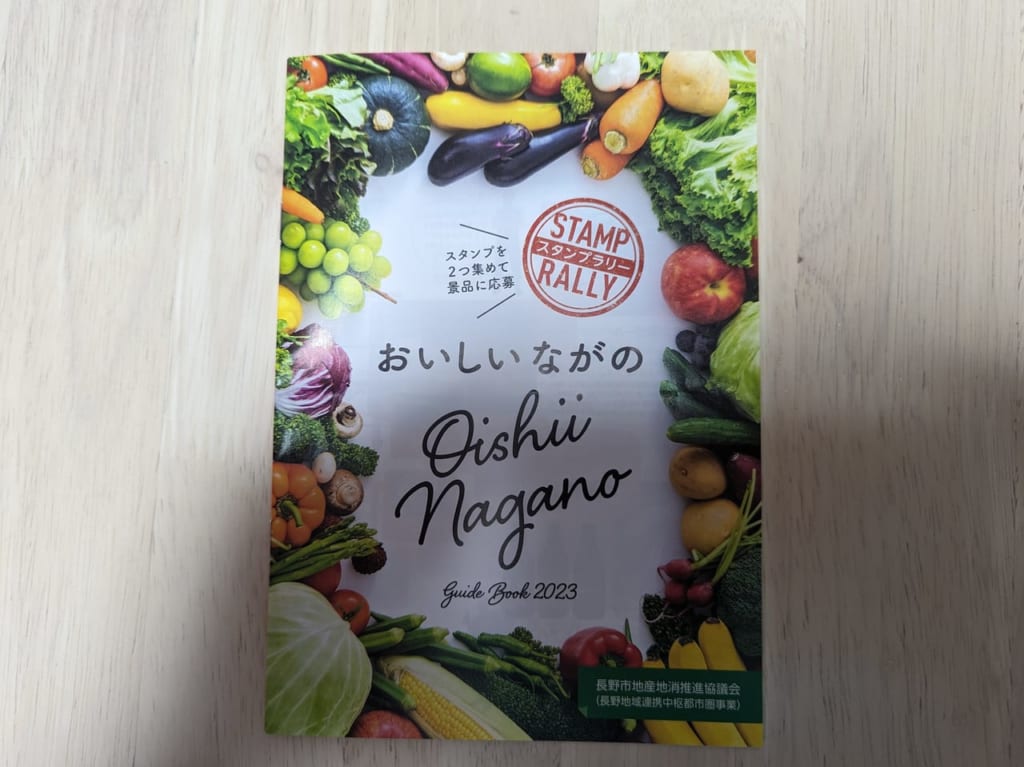 スタンプを
2つ集めて
景品に応募
STAMP
スタンプラリー
RALLY
おいしいながの
Oishii
Nagano
Guide Book 2023
長野市地産地消推進協議会
(長野地域連携中枢都市圏事業)